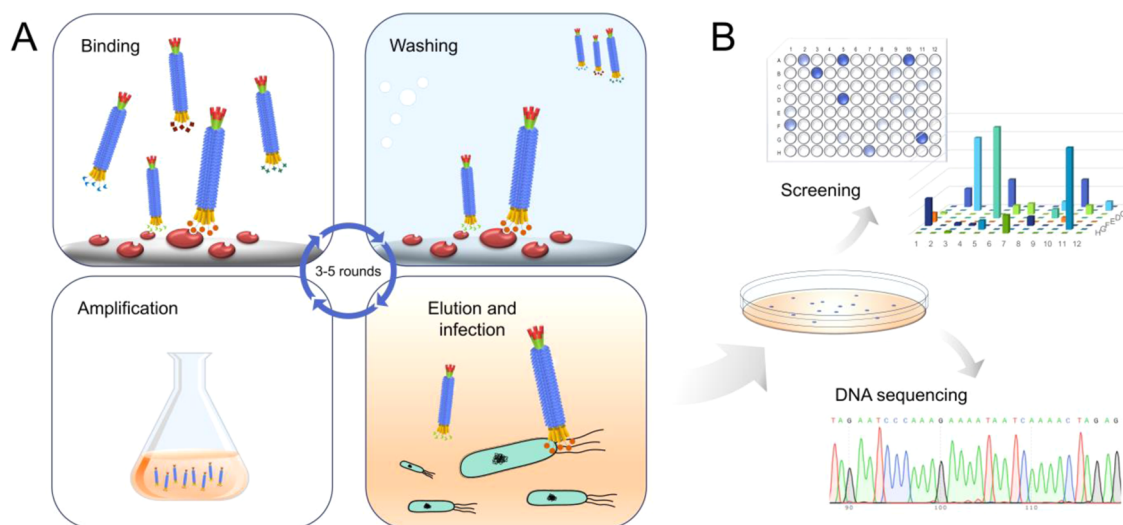 A
Binding
Washing
3-5 rounds
Amplification
Elution and
infection
B
1 2 3 4 5 6 7 8 9 10 11 12
A
B
C
D
E
F
G
H
Screening
1 2 3 4 5 6 7 8 9 10 11 12
DNA sequencing
TAGAATCCCAAAGAAAATAATCAAAACTAGAG
90 100 110